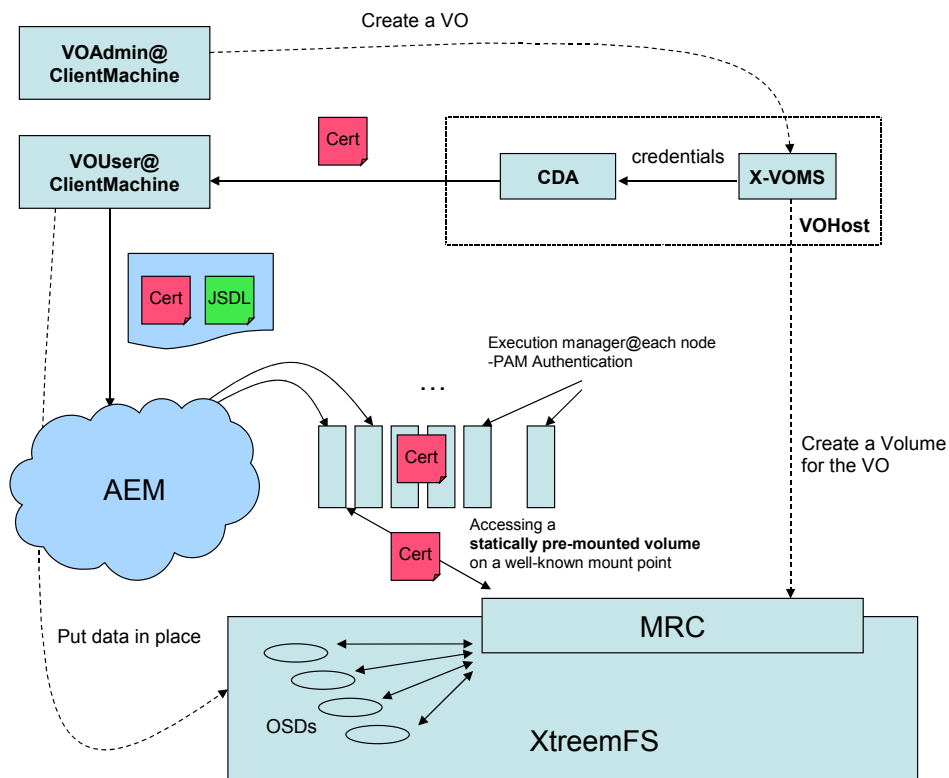 Create a VO
VOAdmin@
ClientMachine
Cert
VOUser@
ClientMachine
CDA
credentials
X-VOMS
VOHost
Cert
JSDL
Execution manager@each node
-PAM Authentication
...
Cert
AEM
Create a Volume
for the VO
Accessing a
statically pre-mounted volume
on a well-known mount point
Cert
MRC
Put data in place
OSDs
XtreemFS